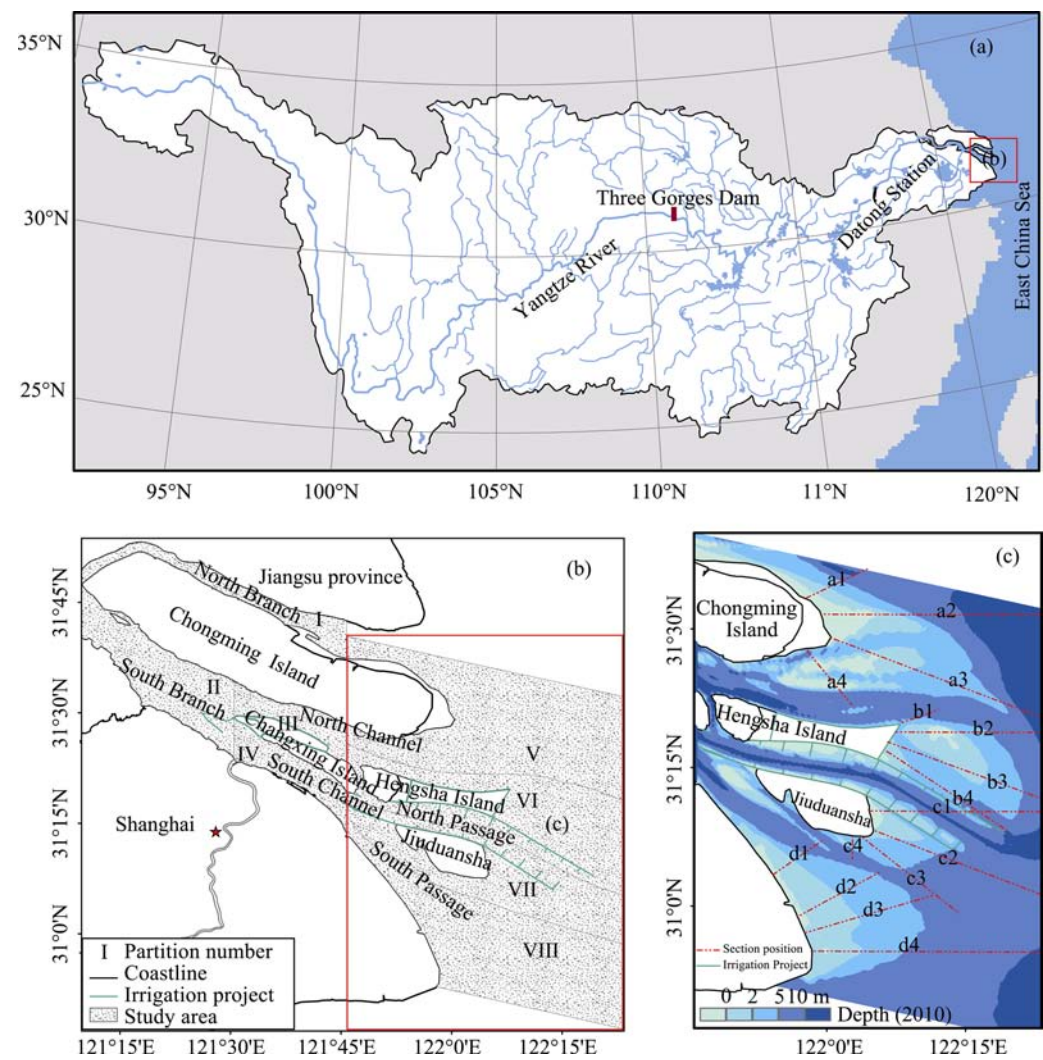 (a)
35°N
30°N
25°N
Three Gorges Dam
Yangtze River
Datong Station
(b)
East China Sea
95°N
100°N
105°N
110°N
11°N
120°N
(b)
31°45'N
31°30'N
31°15'N
31°0'N
North Branch
I
Jiangsu province
Chongming Island
South Branch
II
III
North Channel
Changxing Island
IV
South Channel
Hengsha Island
North Passage
Jiuduansha
South Passage
Shanghai
V
VI
(c)
VII
VIII
I Partition number
Coastline
Irrigation project
Study area
121°15'E
121°30'E
121°45'E
122°0'E
122°15'E
(c)
31°30'N
31°15'N
31°0'N
a1
Chongming
Island
a2
a3
a4
Hengsha Island
b1
b2
b3
b4
c1
Jiuduansha
c4
c2
d1
c3
d2
d3
d4
Section position
Irrigation Project
0 2 510 m Depth (2010)
122°0'E
122°15'E